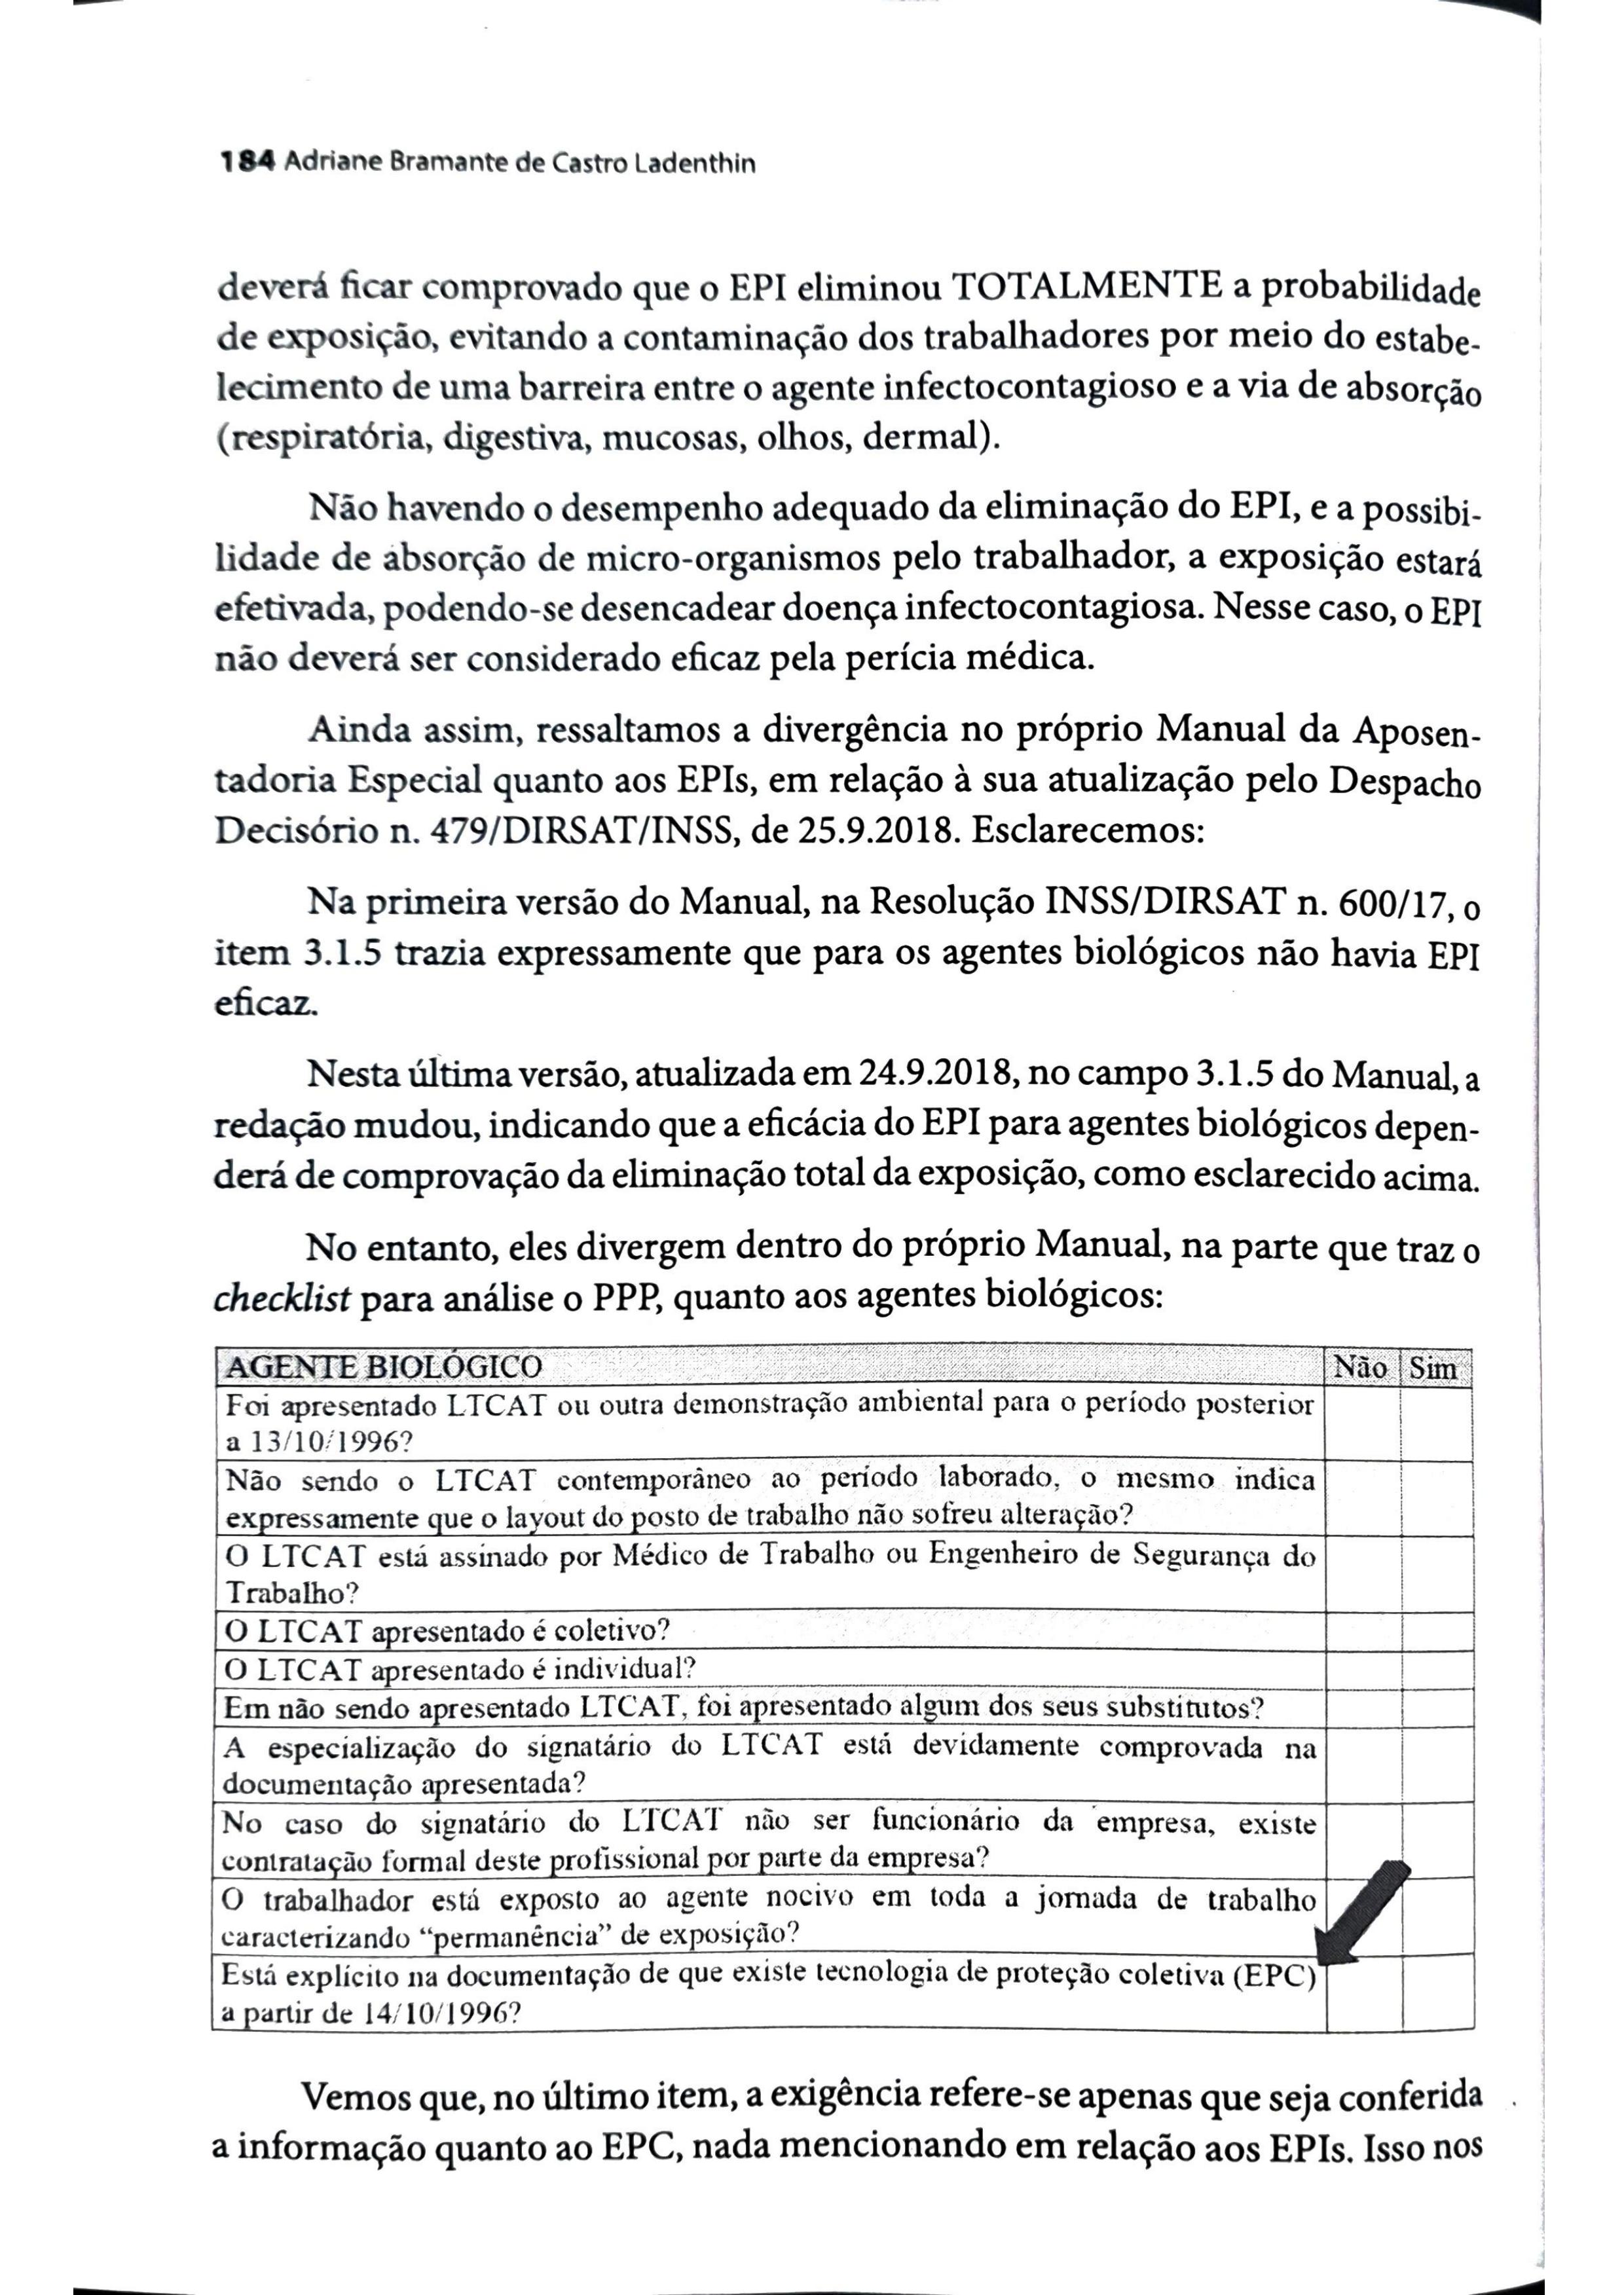 184 Adriane Bramante de Castro Ladenthin
deverá ficar comprovado que o EPI eliminou TOTALMENTE a probabilidade
de exposição, evitando a contaminação dos trabalhadores por meio do estabe-
lecimento de uma barreira entre o agente infectocontagioso e a via de absorção
(respiratória, digestiva, mucosas, olhos, dermal).
Não havendo o desempenho adequado da eliminação do EPI, e a possibi-
lidade de absorção de micro-organismos pelo trabalhador, a exposição estará
efetivada, podendo-se desencadear doença infectocontagiosa. Nesse caso, o EPI
não deverá ser considerado eficaz pela perícia médica.
Ainda assim, ressaltamos a divergência no próprio Manual da Aposen-
tadoria Especial quanto aos EPIs, em relação à sua atualização pelo Despacho
Decisório n. 479/DIRSAT/INSS, de 25.9.2018. Esclarecemos:
Na primeira versão do Manual, na Resolução INSS/DIRSAT n. 600/17, o
item 3.1.5 trazia expressamente que para os agentes biológicos não havia EPI
eficaz.
Nesta última versão, atualizada em 24.9.2018, no campo 3.1.5 do Manual, a
redação mudou, indicando que a eficácia do EPI para agentes biológicos depen-
derá de comprovação da eliminação total da exposição, como esclarecido acima.
No entanto, eles divergem dentro do próprio Manual, na parte que traz o
checklist para análise o PPP, quanto aos agentes biológicos:
AGENTE BIOLÓGICO Não Sim
Foi apresentado LTCAT ou outra demonstração ambiental para o período posterior
a 13/10/1996?
Não sendo o LTCAT contemporâneo ao período laborado, o mesmo indica
expressamente que o layout do posto de trabalho não sofreu alteração?
O LTCAT está assinado por Médico de Trabalho ou Engenheiro de Segurança do
Trabalho?
O LTCAT apresentado é coletivo?
O LTCAT apresentado é individual?
Em não sendo apresentado LTCAT, foi apresentado algum dos seus substitutos?
A especialização do signatário do LTCAT está devidamente comprovada na
documentação apresentada?
No caso do signatário do LTCAT não ser funcionário da empresa, existe
contratação formal deste profissional por parte da empresa?
O trabalhador está exposto ao agente nocivo em toda a jornada de trabalho
caracterizando “permanência” de exposição?
Está explícito na documentação de que existe tecnologia de proteção coletiva (EPC)
a partir de 14/10/1996?
Vemos que, no último item, a exigência refere-se apenas que seja conferida
a informação quanto ao EPC, nada mencionando em relação aos EPIs. Isso nos